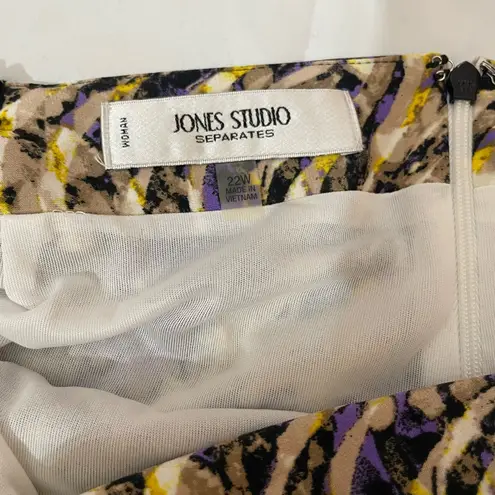 WOMAN
JONES STUDIO
SEPARATES
22W
MADE IN
VIETNAM